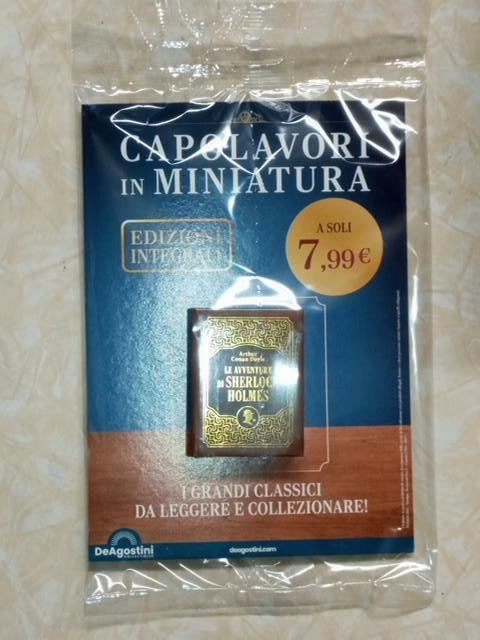 CAPOLAVORI
IN MINIATURA
EDIZIONI
INTEGRALI
A SOLI
7,99€
Arthur
Conan Doyle
LE AVVENTURE
DI SHERLOCK
HOLMES
I GRANDI CLASSICI
DA LEGGERE E COLLEZIONARE!
DeAgostini
deagostini.com